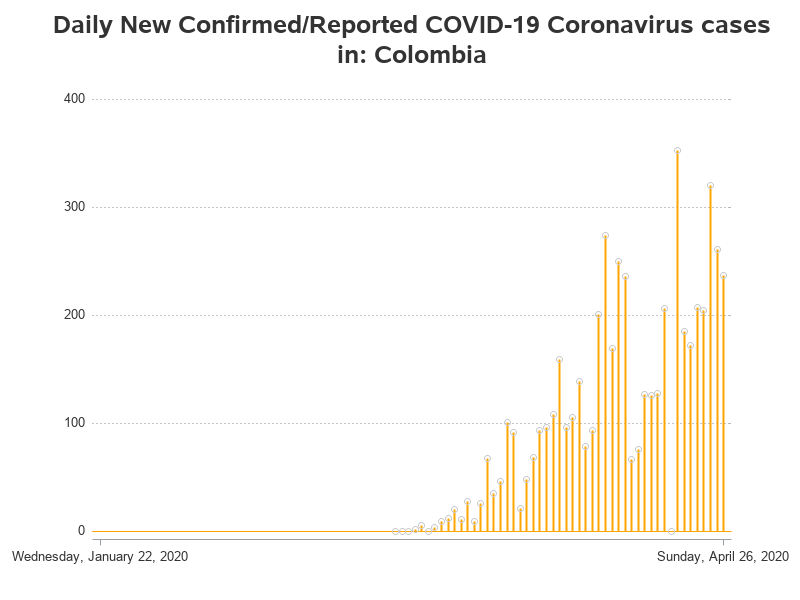 Daily New Confirmed/Reported COVID-19 Coronavirus cases
in: Colombia
400
300
200
100
0
Wednesday, January 22, 2020
Sunday, April 26, 2020